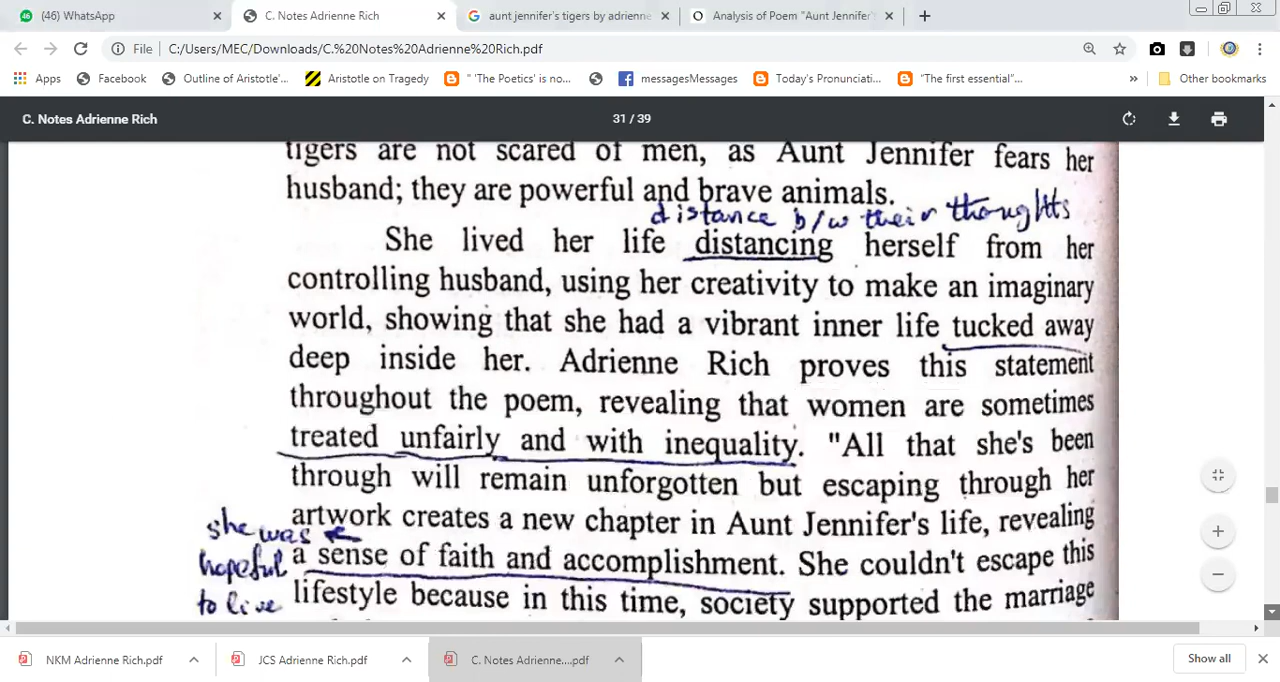 (46) WhatsApp
C. Notes Adrienne Rich
aunt jennifer's tigers by adrienne
Analysis of Poem "Aunt Jennifer'
File
C:/Users/MEC/Downloads/C.%20Notes%20Adrienne%20Rich.pdf
Apps
Facebook
Outline of Aristotle'...
Aristotle on Tragedy
" 'The Poetics' is no...
messagesMessages
Today's Pronunciati...
"The first essential"...
»
Other bookmarks
C. Notes Adrienne Rich
31 / 39
tigers are not scared of men, as Aunt Jennifer fears her
husband; they are powerful and brave animals.
distance b/w their thoughts
She lived her life distancing herself from her
controlling husband, using her creativity to make an imaginary
world, showing that she had a vibrant inner life tucked away
deep inside her. Adrienne Rich proves this statement
throughout the poem, revealing that women are sometimes
treated unfairly and with inequality. "All that she's been
through will remain unforgotten but escaping through her
artwork creates a new chapter in Aunt Jennifer's life, revealing
she was
hopeful
to live
a sense of faith and accomplishment. She couldn't escape this
lifestyle because in this time, society supported the marriage
NKM Adrienne Rich.pdf
JCS Adrienne Rich.pdf
C. Notes Adrienne....pdf
Show all